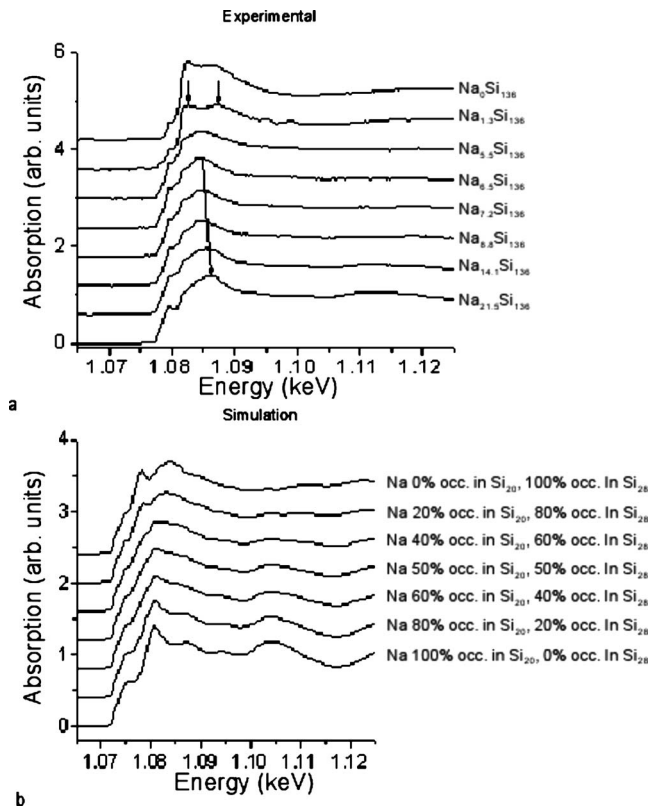 Experimental
Absorption (arb. units)
6
4
2
0
Na₀Si₁₃₆
Na₁.₃Si₁₃₆
Na₅.₅Si₁₃₆
Na₆.₅Si₁₃₆
Na₇.₂Si₁₃₆
Na₈.₈Si₁₃₆
Na₁₄.₁Si₁₃₆
Na₂₁.₅Si₁₃₆
1.07 1.08 1.09 1.10 1.11 1.12
Energy (keV)
a
Simulation
Absorption (arb. units)
4
3
2
1
0
Na 0% occ. in Si₂₀, 100% occ. In Si₂₈
Na 20% occ. in Si₂₀, 80% occ. In Si₂₈
Na 40% occ. in Si₂₀, 60% occ. In Si₂₈
Na 50% occ. in Si₂₀, 50% occ. In Si₂₈
Na 60% occ. in Si₂₀, 40% occ. In Si₂₈
Na 80% occ. in Si₂₀, 20% occ. In Si₂₈
Na 100% occ. in Si₂₀, 0% occ. In Si₂₈
1.07 1.08 1.09 1.10 1.11 1.12
Energy (keV)
b